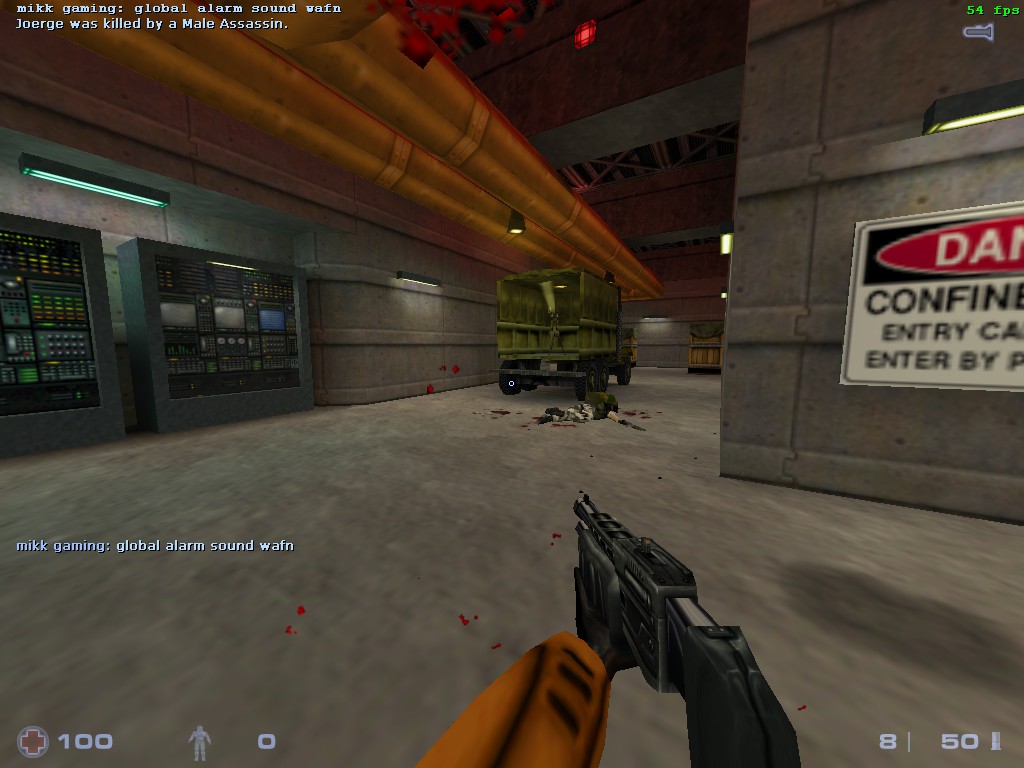 mikk gaming: global alarm sound wafn
54 fps
Joerge was killed by a Male Assassin.
DAN
CONFINE
ENTRY CA
ENTER BY P
mikk gaming: global alarm sound wafn
100
0
8 | 50